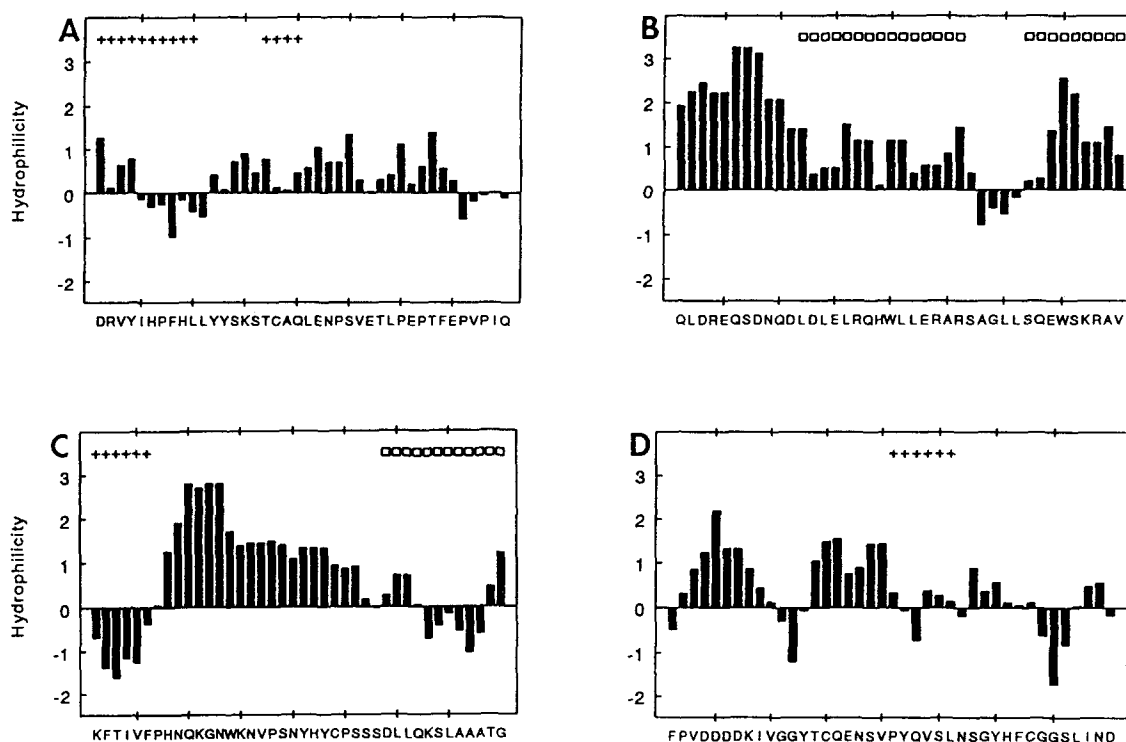 A
B
3
2
1
0
-1
-2
Hydrophilicity
DRVYIHPFHLLYYSKSTCAQLENPSVETLPEPTFEPVPIQ
3
2
1
0
-1
-2
QLDREQSDNQDLDLELRQHWLLERARSAGLLSQEWSKRAV
C
D
3
2
1
0
-1
-2
Hydrophilicity
KFTIVFPHNQKGNWKNVPSNYHYCPSSSDLLQKSLAAATG
3
2
1
0
-1
-2
FPVDDDDKIVGGYTCQENSVPYQVSLNSGYHFCGGSLIND